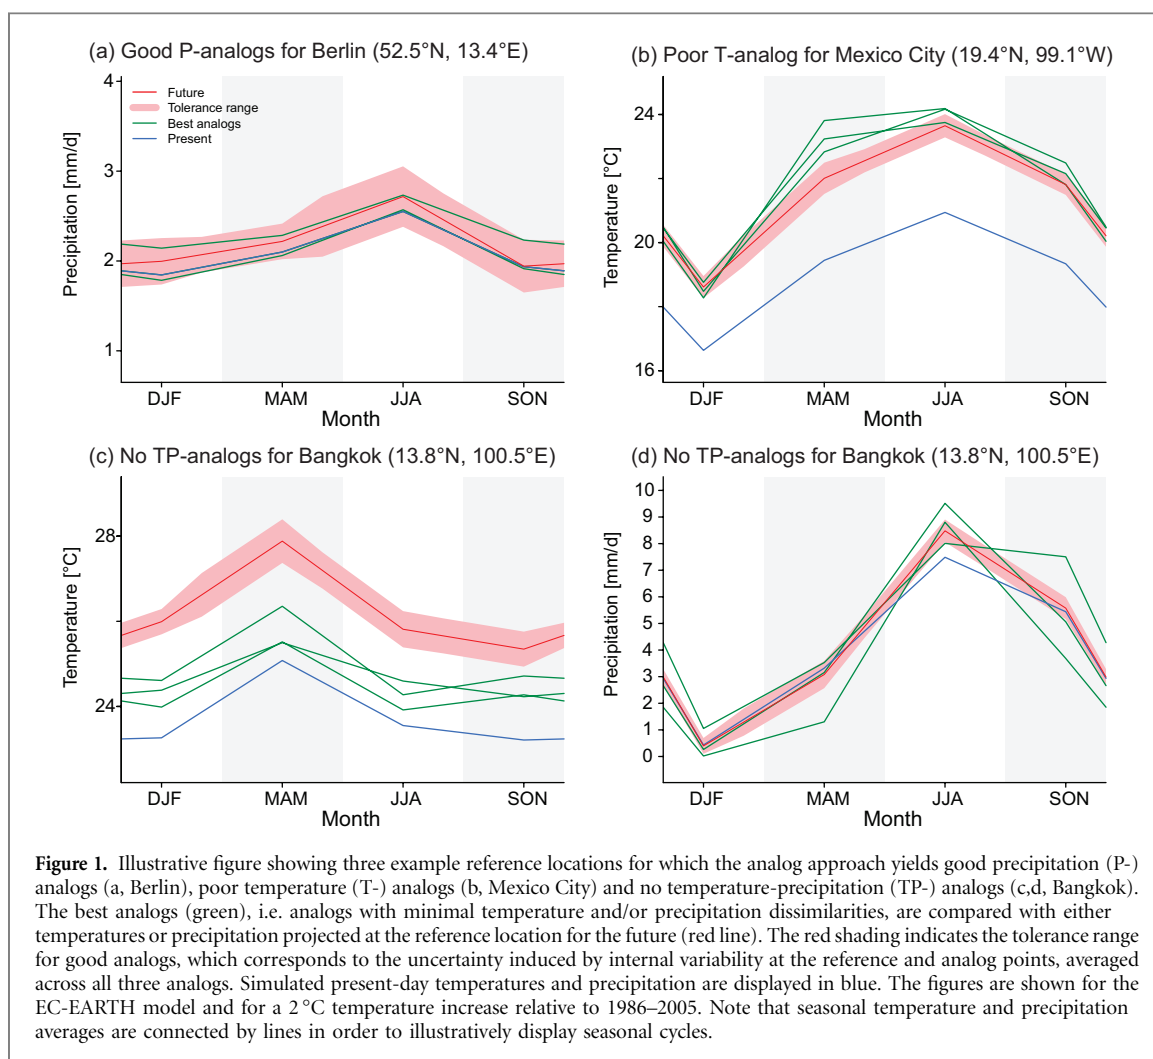 (a) Good P-analogs for Berlin (52.5°N, 13.4°E)
4
3
2
1
Precipitation [mm/d]
Future
Tolerance range
Best analogs
Present
DJF
MAM
JJA
SON
Month
(b) Poor T-analog for Mexico City (19.4°N, 99.1°W)
24
20
16
Temperature [°C]
DJF
MAM
JJA
SON
Month
(c) No TP-analogs for Bangkok (13.8°N, 100.5°E)
28
24
Temperature [°C]
DJF
MAM
JJA
SON
Month
(d) No TP-analogs for Bangkok (13.8°N, 100.5°E)
10
9
8
7
6
5
4
3
2
1
0
Precipitation [mm/d]
DJF
MAM
JJA
SON
Month
Figure 1. Illustrative figure showing three example reference locations for which the analog approach yields good precipitation (P-)
analogs (a, Berlin), poor temperature (T-) analogs (b, Mexico City) and no temperature-precipitation (TP-) analogs (c,d, Bangkok).
The best analogs (green), i.e. analogs with minimal temperature and/or precipitation dissimilarities, are compared with either
temperatures or precipitation projected at the reference location for the future (red line). The red shading indicates the tolerance range
for good analogs, which corresponds to the uncertainty induced by internal variability at the reference and analog points, averaged
across all three analogs. Simulated present-day temperatures and precipitation are displayed in blue. The figures are shown for the
EC-EARTH model and for a 2 °C temperature increase relative to 1986–2005. Note that seasonal temperature and precipitation
averages are connected by lines in order to illustratively display seasonal cycles.